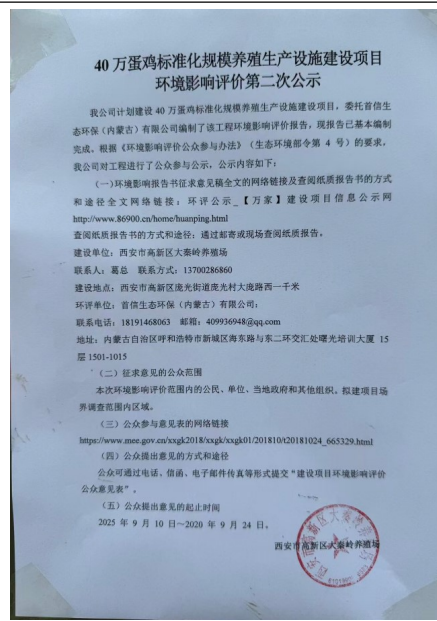 40 万蛋鸡标准化规模养殖生产设施建设项目
环境影响评价第二次公示
我公司计划建设 40 万蛋鸡标准化规模养殖生产设施建设项目，委托首信生
态环保（内蒙古）有限公司编制了该工程环境影响评价报告，现报告已基本编制
完成，根据《环境影响评价公众参与办法》（生态环境部令第 4 号）的要求，
我公司对工程进行了公众参与公示，公示内容如下：
（一）环境影响报告书征求意见稿全文的网络链接及查阅纸质报告书的方式
和途径全文网络链接：环评公示_【万家】建设项目信息公示网
http://www.86900.cn/home/huanping.html
查阅纸质报告书的方式和途径：通过邮寄或现场查阅纸质报告。
建设单位：西安市高新区大秦岭养殖场
联系人：葛总 联系方式：13700286860
建设地点：西安市高新区庞光街道庞光村大庞路西一千米
环评单位：首信生态环保（内蒙古）有限公司：
联系电话：18191468063 邮箱：409936948@qq.com
地址：内蒙古自治区呼和浩特市新城区海东路与东二环交汇处曙光培训大厦 15
层 1501-1015
（二）征求意见的公众范围
本次环境影响评价范围内的公民、单位、当地政府和其他组织。拟建项目场
界调查范围内区域。
（三）公众参与意见表的网络链接
https://www.mee.gov.cn/xxgk2018/xxgk/xxgk01/201810/t20181024_665329.html
（四）公众提出意见的方式和途径
公众可通过电话、信函、电子邮件传真等形式提交“建设项目环境影响评价
公众意见表”。
（五）公众提出意见的起止时间
2025 年 9 月 10 日～2020 年 9 月 24 日。
西安市高新区大秦岭养殖场